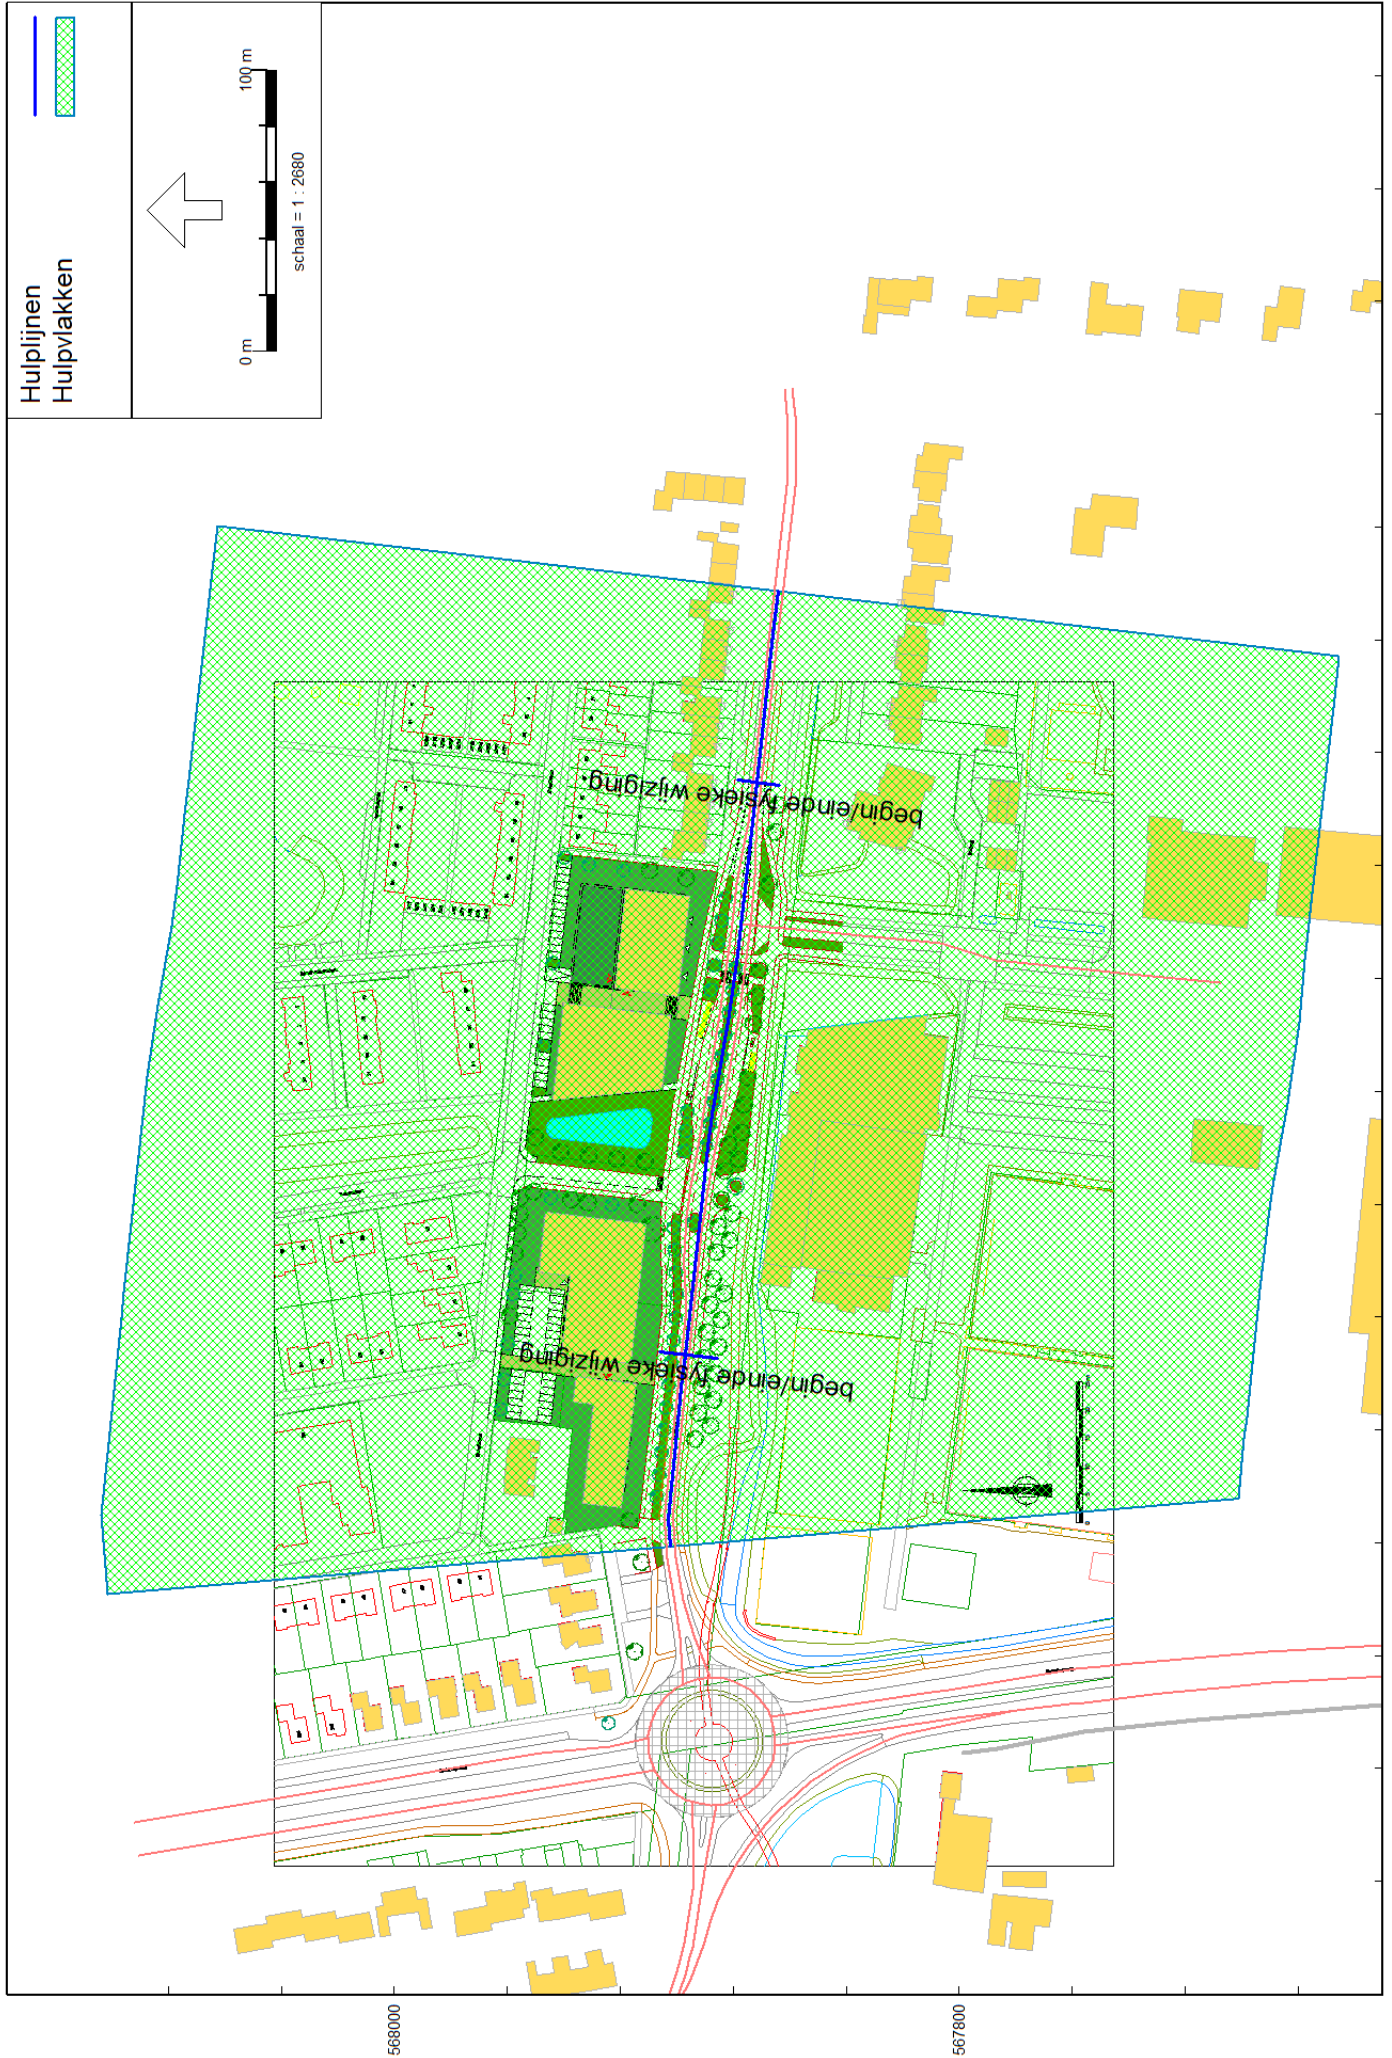 Hulplijnen
Hulpvlakken
0 m
100 m
schaal = 1 : 2680
begin/einde fysieke wijziging
begin/einde fysieke wijziging
568000
567800